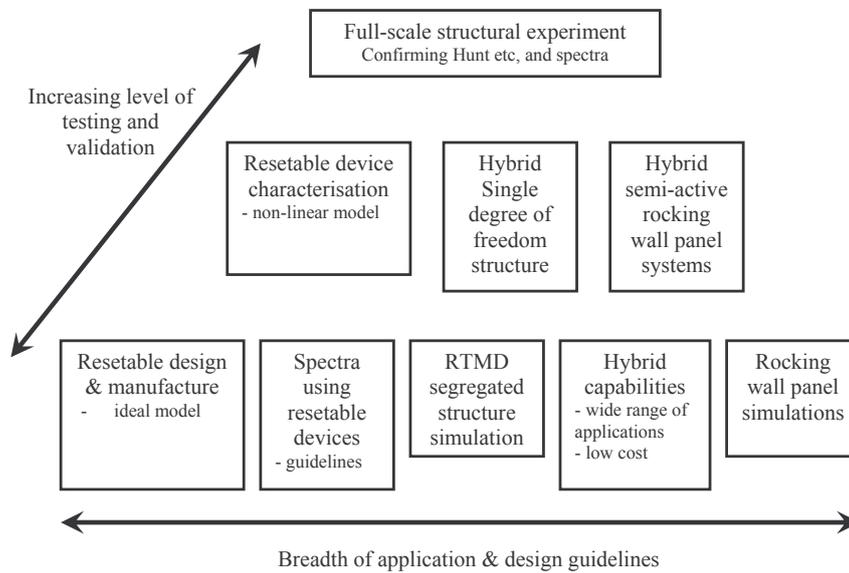 Full-scale structural experiment
Confirming Hunt etc, and spectra
Increasing level of
testing and
validation
Resetable device
characterisation
- non-linear model
Hybrid
Single
degree of
freedom
structure
Hybrid
semi-active
rocking
wall panel
systems
Resetable design
& manufacture
- ideal model
Spectra
using
resetable
devices
- guidelines
RTMD
segregated
structure
simulation
Hybrid
capabilities
- wide range of
applications
- low cost
Rocking
wall panel
simulations
Breadth of application & design guidelines